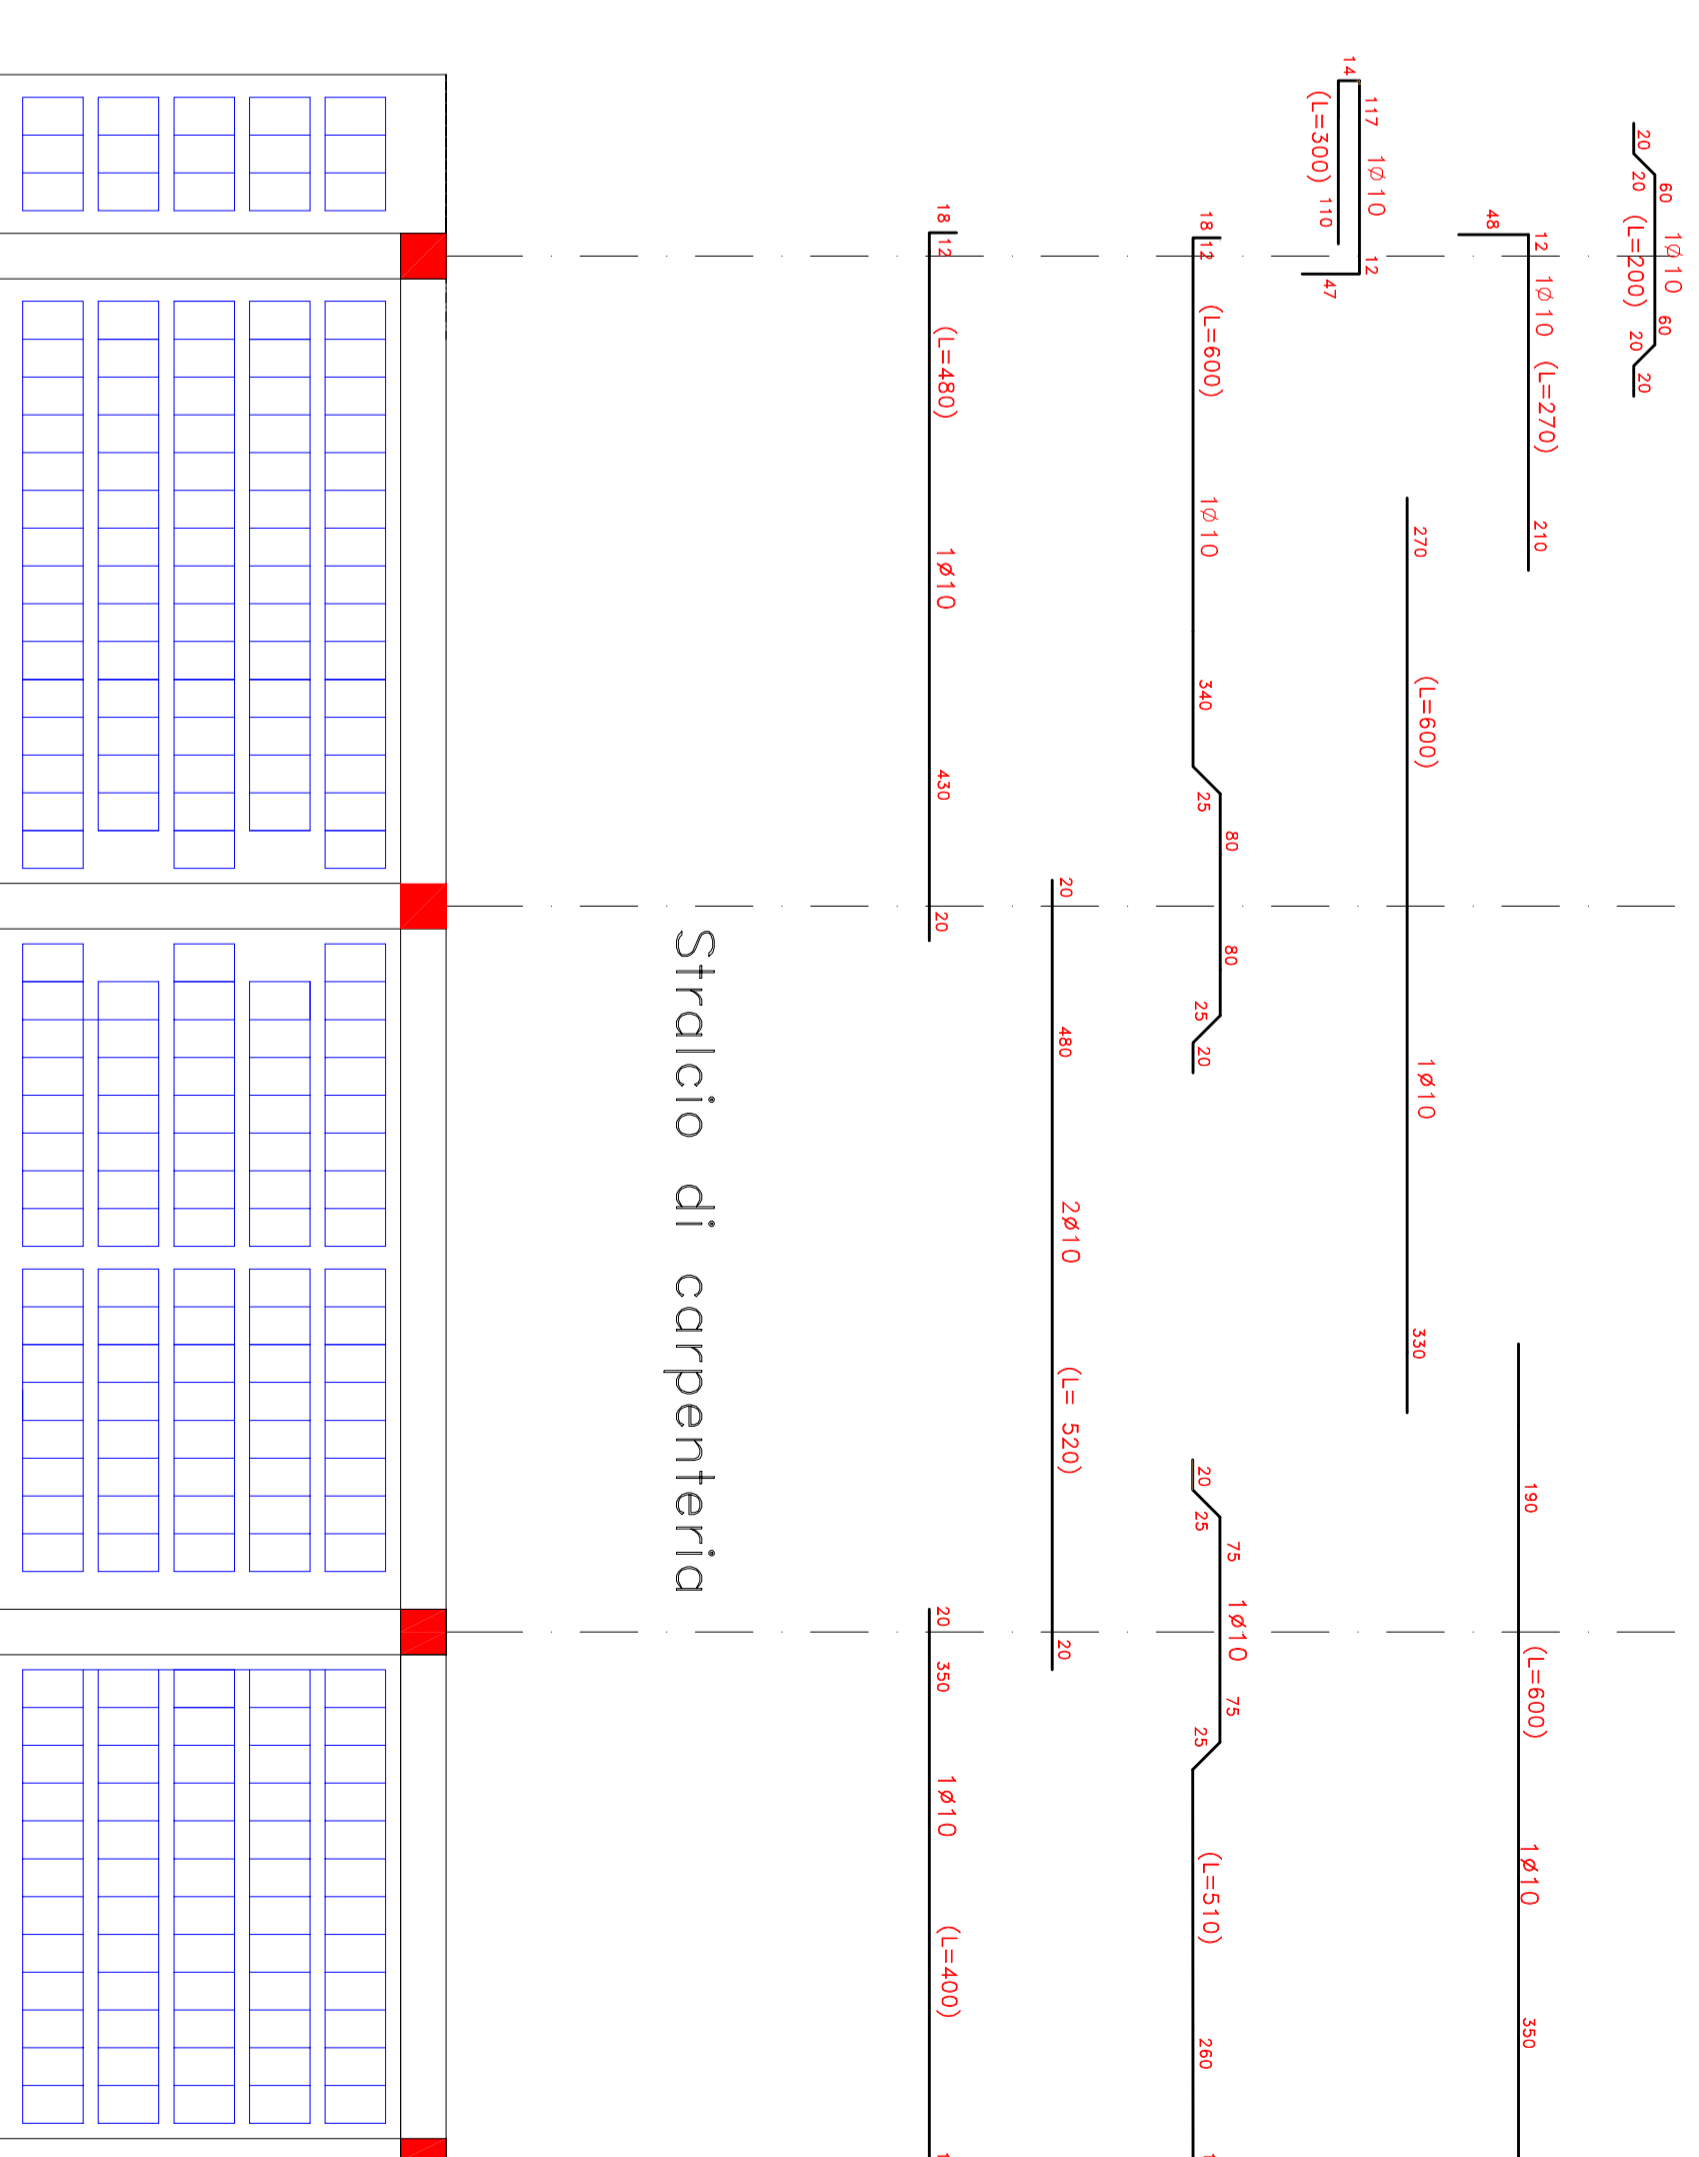 20 20 60 60 20 20
1Ø10
(L=200)
48 12 1Ø10 (L=270) 210
14 117 1Ø10 12
(L=300) 110 47
270 (L=600) 1Ø10 330
190 (L=600) 1Ø10 350
18 12 (L=600) 1Ø10 340 25 80 80 25 20
20 25 75 1Ø10 75 25 (L=510) 260
20 480 2Ø10 (L= 520) 20
18 12 (L=480) 1Ø10 430 20
20 350 1Ø10 (L=400)
Stralcio di carpenteria